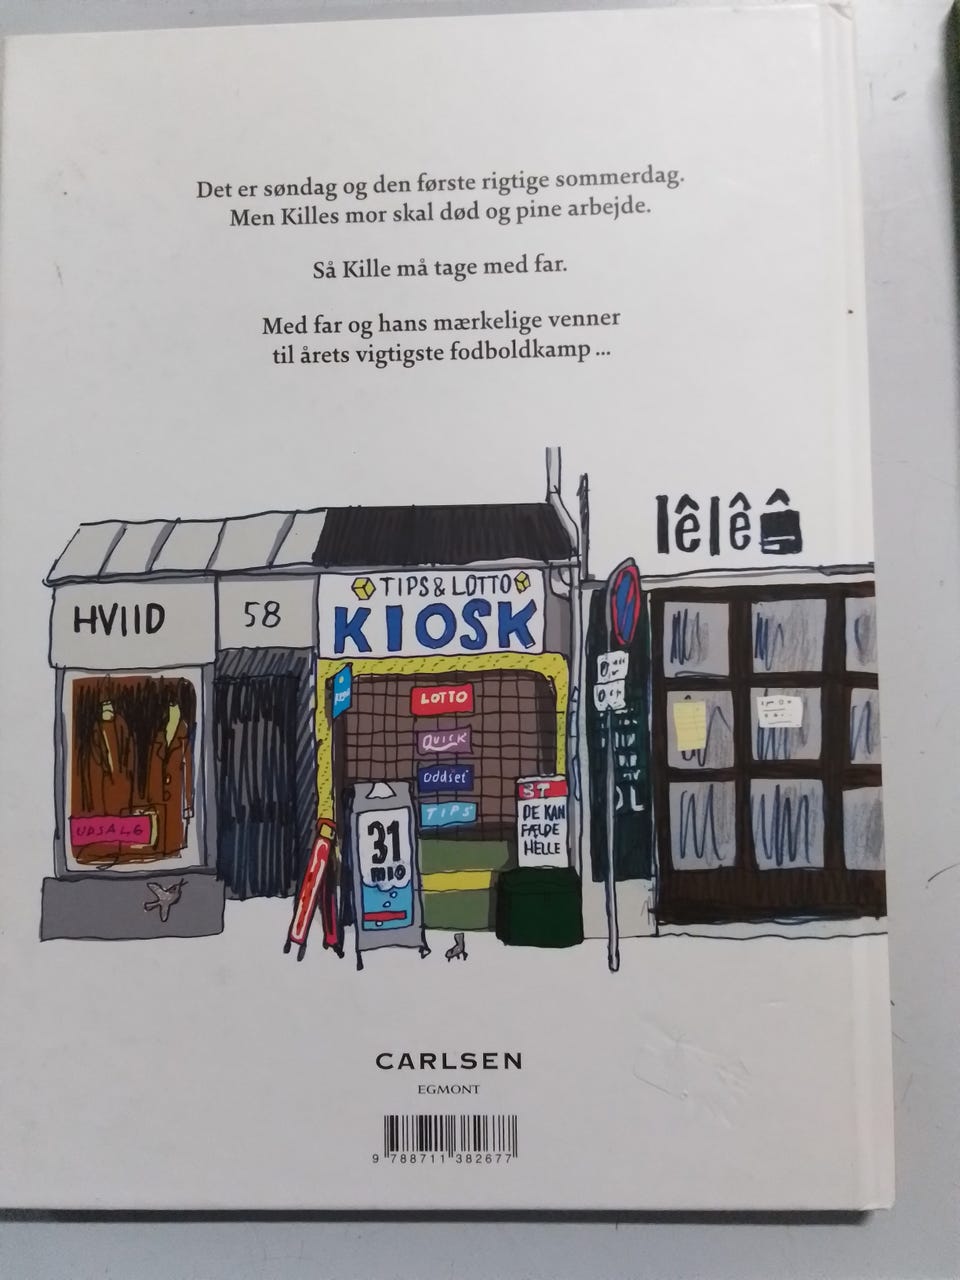 Det er søndag og den første rigtige sommerdag.
Men Killes mor skal død og pine arbejde.
Så Kille må tage med far.
Med far og hans mærkelige venner
til årets vigtigste fodboldkamp ...
lêlê
HVIID
58
TIPS & LOTTO
KIOSK
LOTTO
QUICK
Oddset
TIPS
UDSALG
31
MIO
BT
DE KAN
FÆLDE
HELLE
CARLSEN
EGMONT
9 788711 382677